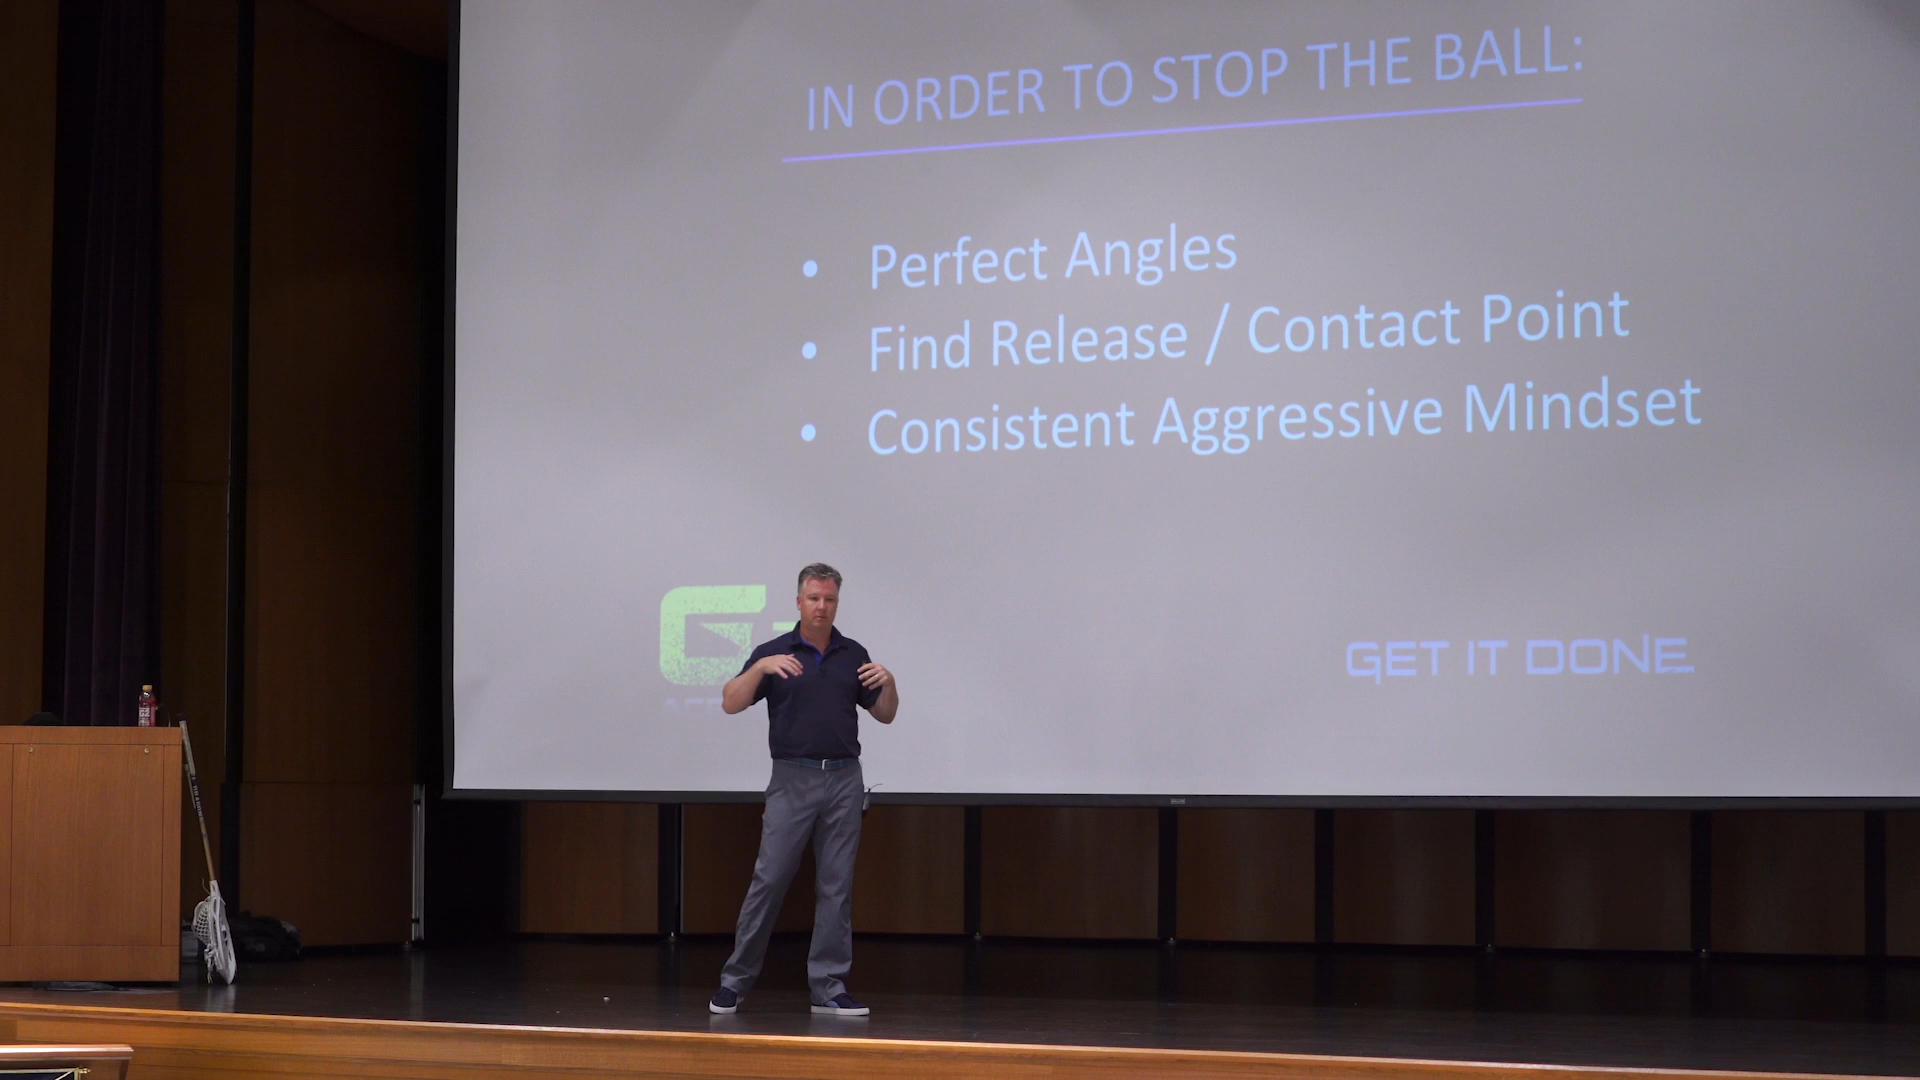 IN ORDER TO STOP THE BALL:
• Perfect Angles
• Find Release / Contact Point
• Consistent Aggressive Mindset
GET IT DONE